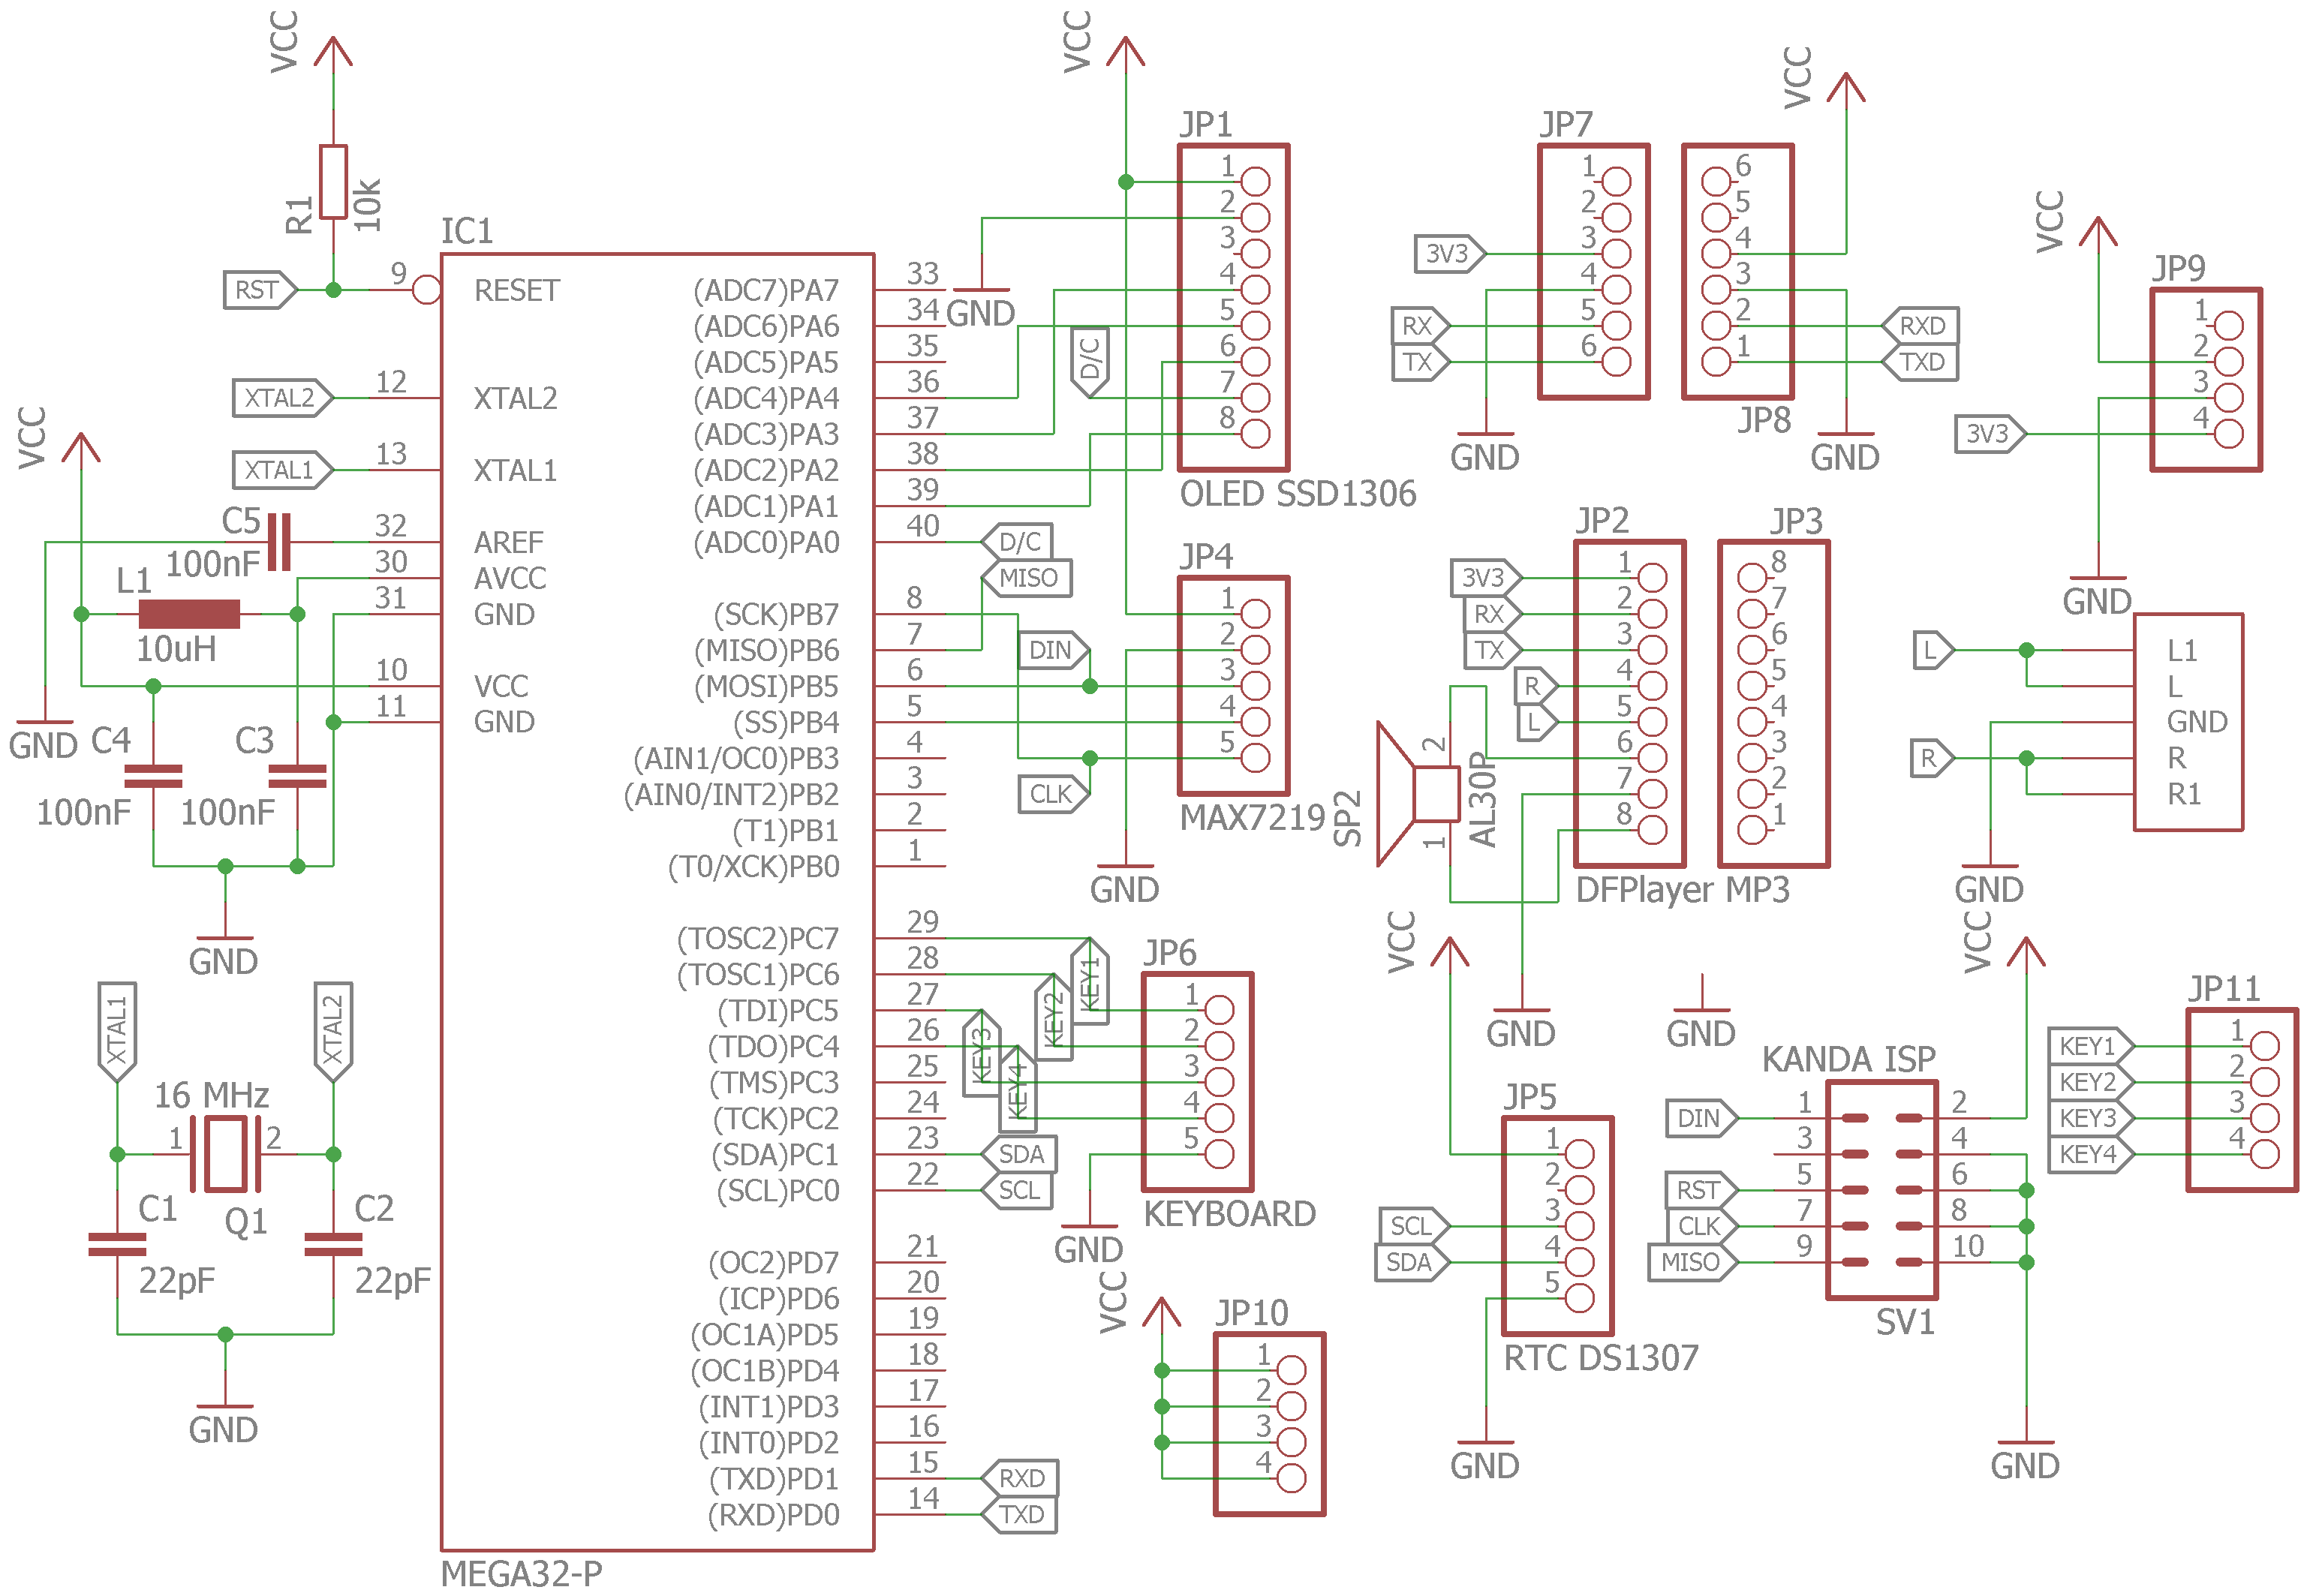 VCC
R1
10k
RST
XTAL2
XTAL1
VCC
C5
100nF
L1
10uH
GND
C4
100nF
C3
100nF
GND
XTAL1
XTAL2
16 MHz
1
2
Q1
C1
22pF
C2
22pF
GND
IC1
9 RESET
12 XTAL2
13 XTAL1
32 AREF
30 AVCC
31 GND
10 VCC
11 GND
(ADC7)PA7 33
(ADC6)PA6 34
(ADC5)PA5 35
(ADC4)PA4 36
(ADC3)PA3 37
(ADC2)PA2 38
(ADC1)PA1 39
(ADC0)PA0 40
(SCK)PB7 8
(MISO)PB6 7
(MOSI)PB5 6
(SS)PB4 5
(AIN1/OC0)PB3 4
(AIN0/INT2)PB2 3
(T1)PB1 2
(T0/XCK)PB0 1
(TOSC2)PC7 29
(TOSC1)PC6 28
(TDI)PC5 27
(TDO)PC4 26
(TMS)PC3 25
(TCK)PC2 24
(SDA)PC1 23
(SCL)PC0 22
(OC2)PD7 21
(ICP)PD6 20
(OC1A)PD5 19
(OC1B)PD4 18
(INT1)PD3 17
(INT0)PD2 16
(TXD)PD1 15
(RXD)PD0 14
MEGA32-P
D/C
MISO
DIN
CLK
KEY1
KEY2
KEY3
KEY4
SDA
SCL
RXD
TXD
VCC
GND
D/C
JP1
1
2
3
4
5
6
7
8
OLED SSD1306
JP4
1
2
3
4
5
MAX7219
GND
JP6
1
2
3
4
5
KEYBOARD
GND
VCC
JP10
1
2
3
4
JP7
1
2
3
4
5
6
3V3
RX
TX
GND
VCC
6
5
4
3
2
1
JP8
RXD
TXD
GND
VCC
JP9
1
2
3
4
3V3
GND
JP2
1
2
3
4
5
6
7
8
3V3
RX
TX
R
L
DFPlayer MP3
JP3
8
7
6
5
4
3
2
1
SP2
2
1
AL30P
GND
GND
L
R
L1
L
GND
R
R1
GND
VCC
JP5
1
2
3
4
5
SCL
SDA
RTC DS1307
GND
VCC
KANDA ISP
DIN
RST
CLK
MISO
1 2
3 4
5 6
7 8
9 10
SV1
GND
JP11
KEY1 1
KEY2 2
KEY3 3
KEY4 4